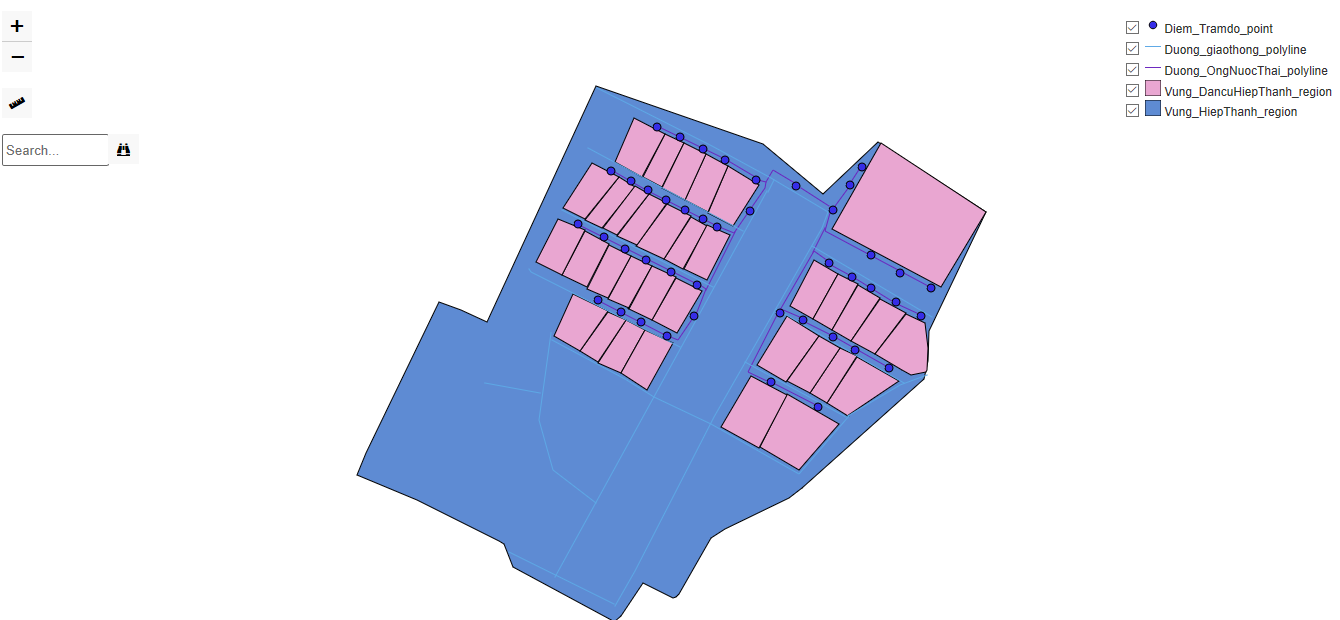 +
−
Search...
Diem_Tramdo_point
Duong_giaothong_polyline
Duong_OngNuocThai_polyline
Vung_DancuHiepThanh_region
Vung_HiepThanh_region